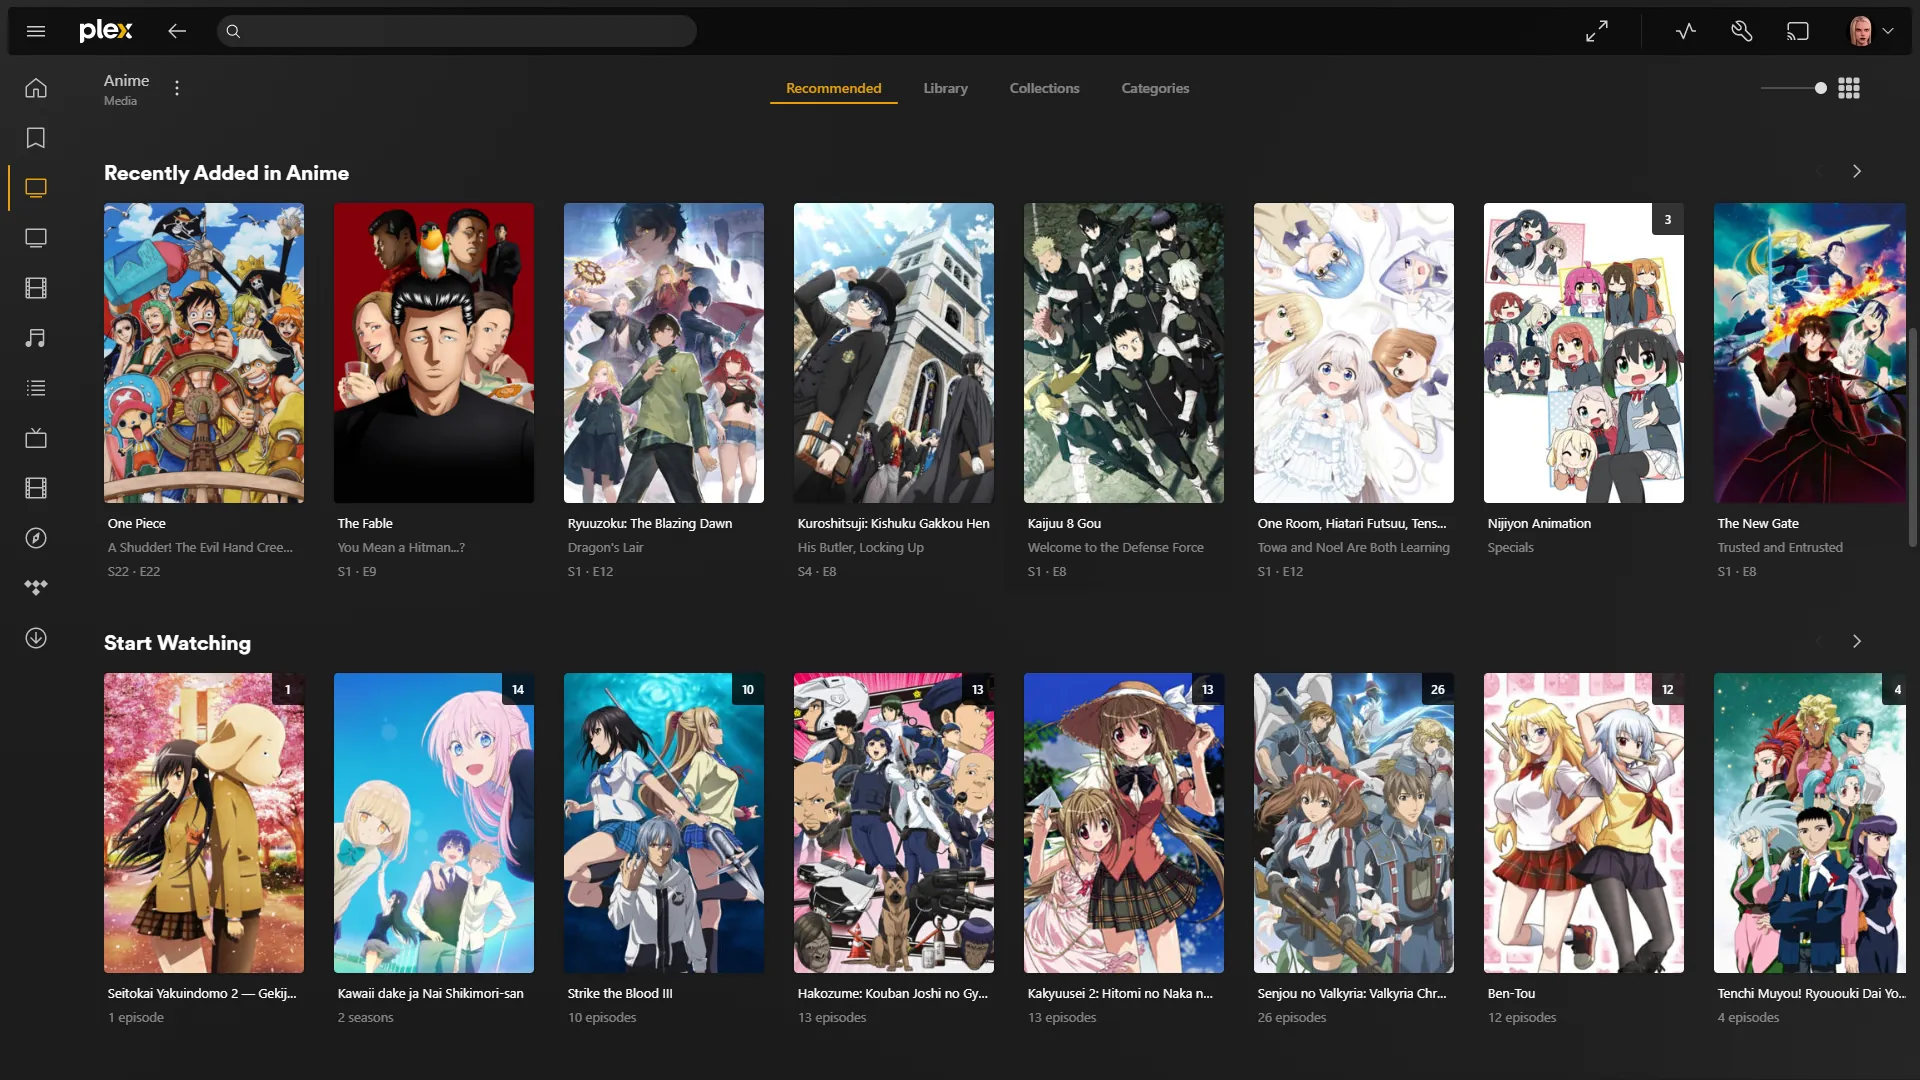 plex
Anime
Media
Recommended
Library
Collections
Categories
Recently Added in Anime
3
One Piece
A Shudder! The Evil Hand Cree...
S22 · E22
The Fable
You Mean a Hitman...?
S1 · E9
Ryuuzoku: The Blazing Dawn
Dragon's Lair
S1 · E12
Kuroshitsuji: Kishuku Gakkou Hen
His Butler, Locking Up
S4 · E8
Kaijuu 8 Gou
Welcome to the Defense Force
S1 · E8
One Room, Hiatari Futsuu, Tens...
Towa and Noel Are Both Learning
S1 · E12
Nijiyon Animation
Specials
The New Gate
Trusted and Entrusted
S1 · E8
Start Watching
1
14
10
13
13
26
12
4
Seitokai Yakuindomo 2 — Gekij...
1 episode
Kawaii dake ja Nai Shikimori-san
2 seasons
Strike the Blood III
10 episodes
Hakozume: Kouban Joshi no Gy...
13 episodes
Kakyuusei 2: Hitomi no Naka n...
13 episodes
Senjou no Valkyria: Valkyria Chr...
26 episodes
Ben-Tou
12 episodes
Tenchi Muyou! Ryououki Dai Yo...
4 episodes